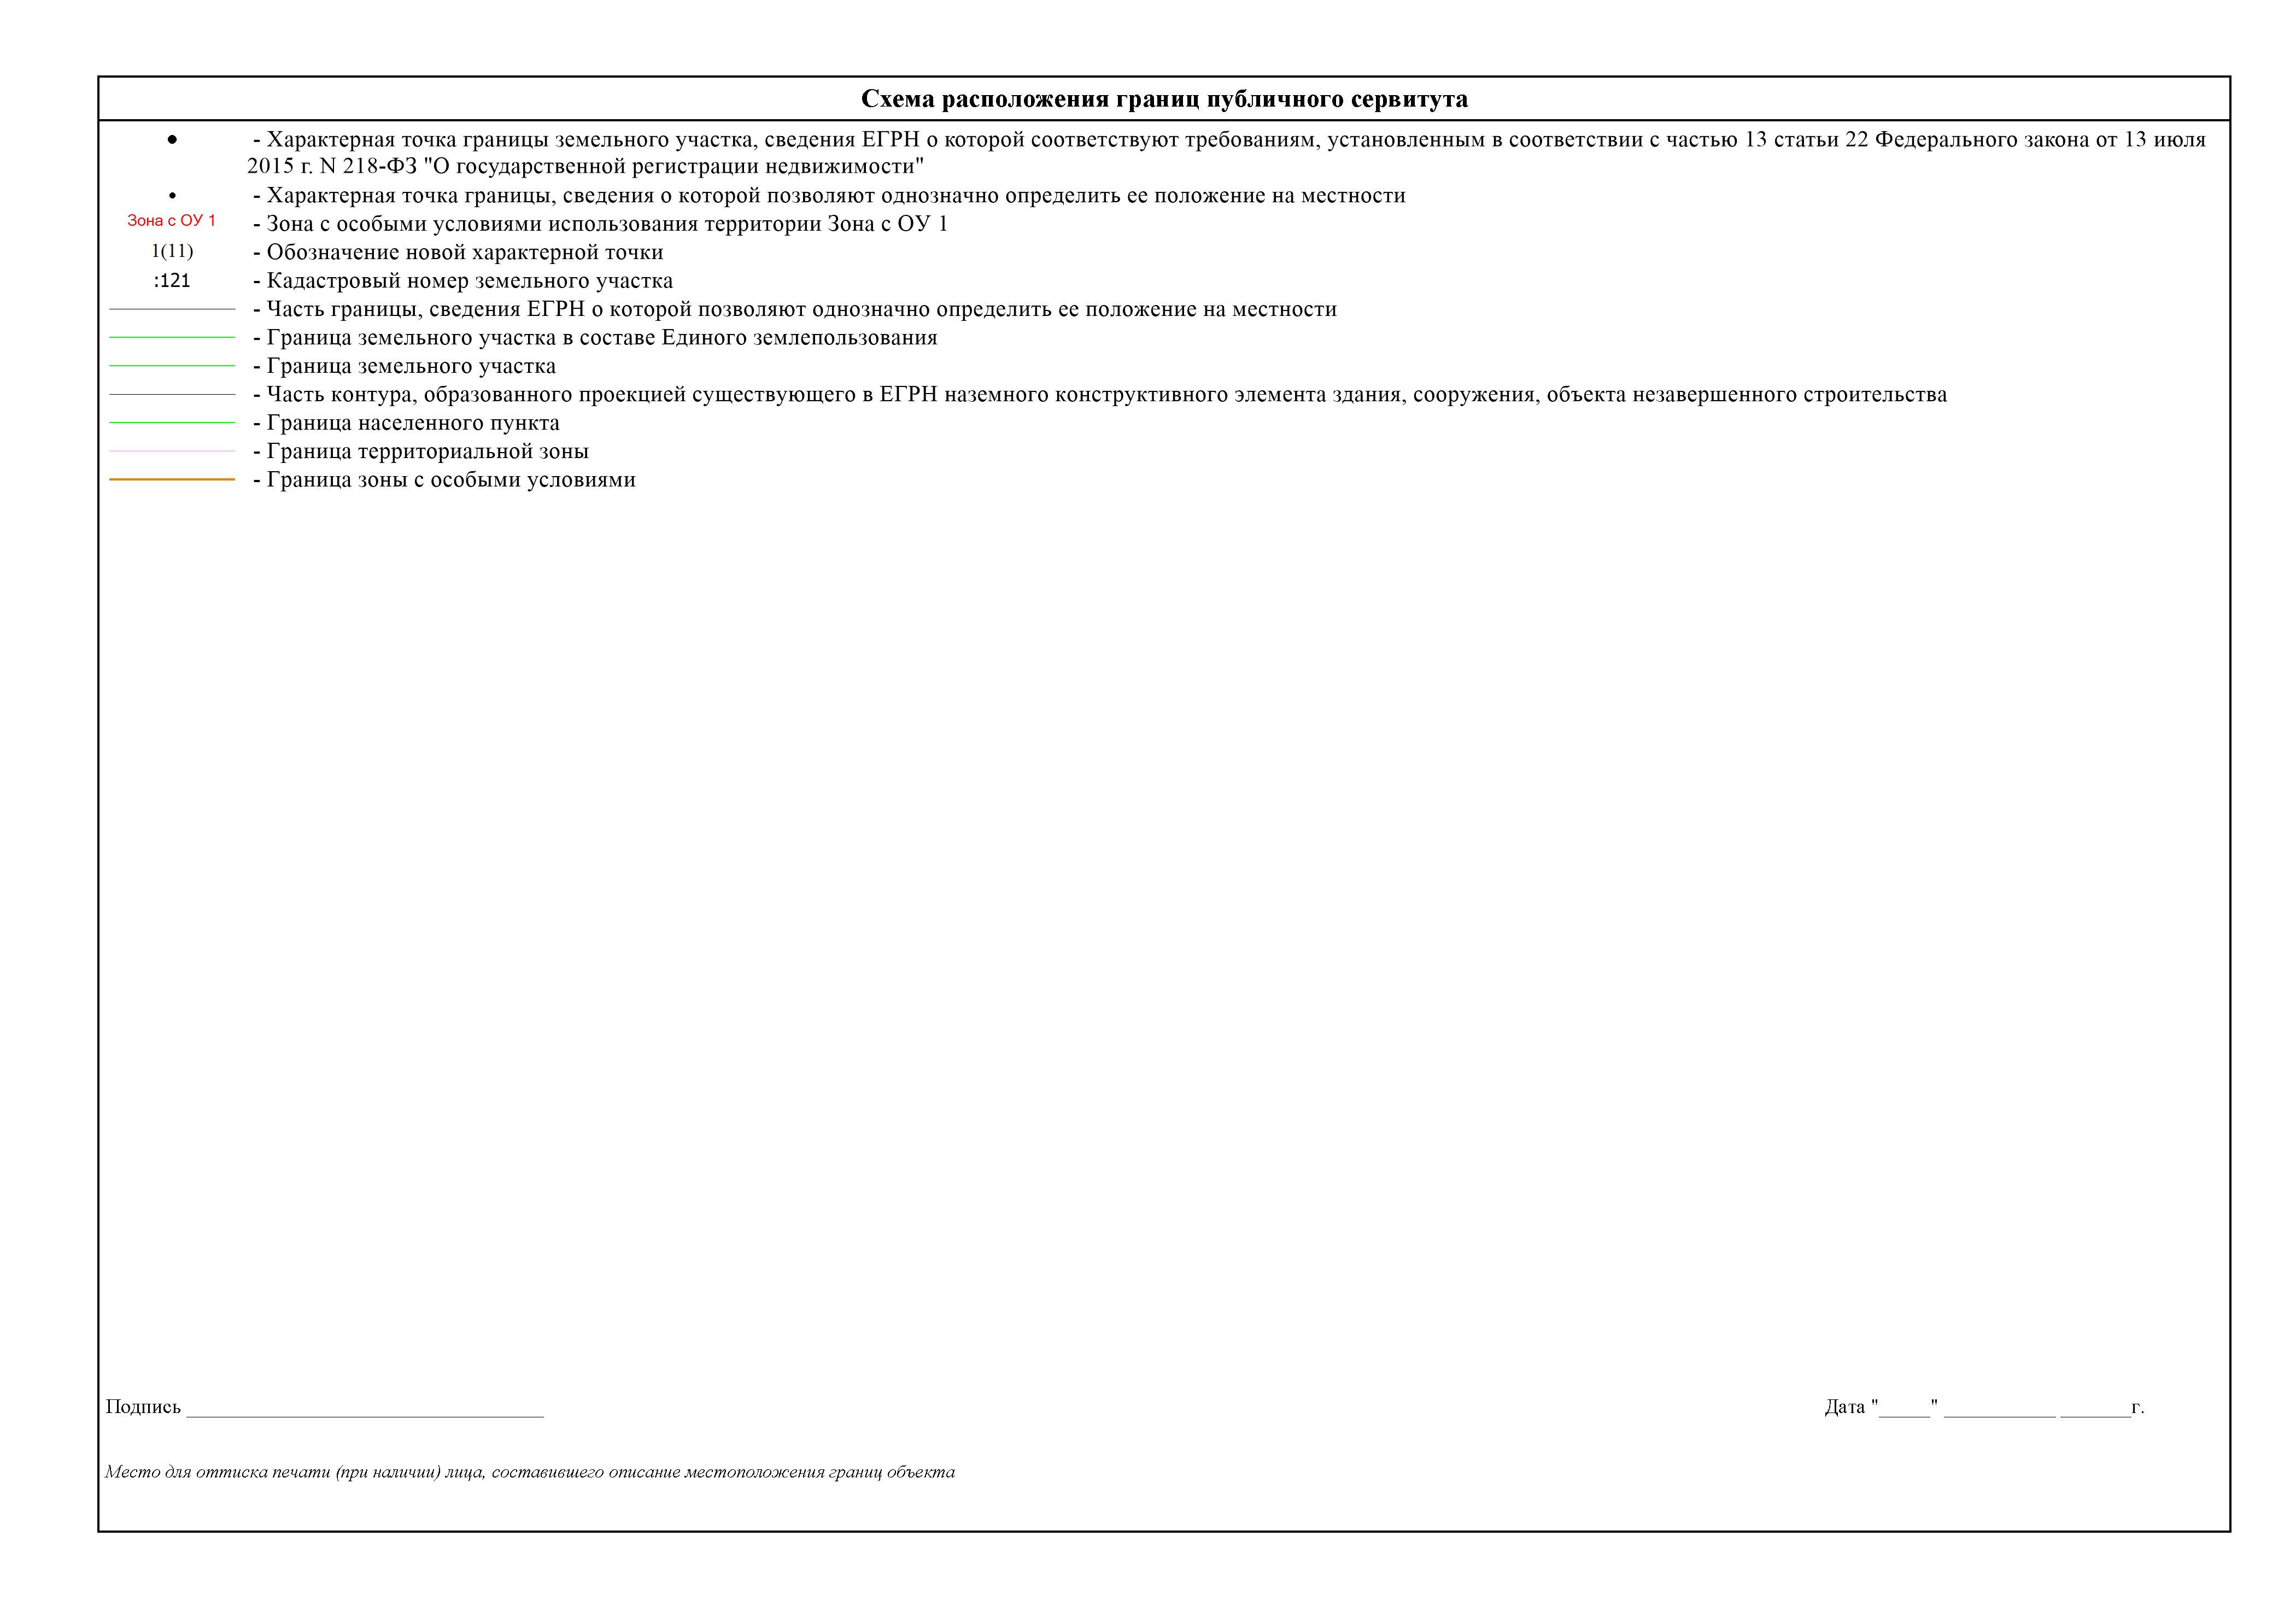 Схема расположения границ публичного сервитута
- Характерная точка границы земельного участка, сведения ЕГРН о которой соответствуют требованиям, установленным в соответствии с частью 13 статьи 22 Федерального закона от 13 июля
2015 г. N 218-ФЗ "О государственной регистрации недвижимости"
- Характерная точка границы, сведения о которой позволяют однозначно определить ее положение на местности
Зона с ОУ 1 - Зона с особыми условиями использования территории Зона с ОУ 1
1(11) - Обозначение новой характерной точки
:121 - Кадастровый номер земельного участка
- Часть границы, сведения ЕГРН о которой позволяют однозначно определить ее положение на местности
- Граница земельного участка в составе Единого землепользования
- Граница земельного участка
- Часть контура, образованного проекцией существующего в ЕГРН наземного конструктивного элемента здания, сооружения, объекта незавершенного строительства
- Граница населенного пункта
- Граница территориальной зоны
- Граница зоны с особыми условиями
Подпись ___________________________________ Дата "_____" ___________ _______г.
Место для оттиска печати (при наличии) лица, составившего описание местоположения границ объекта